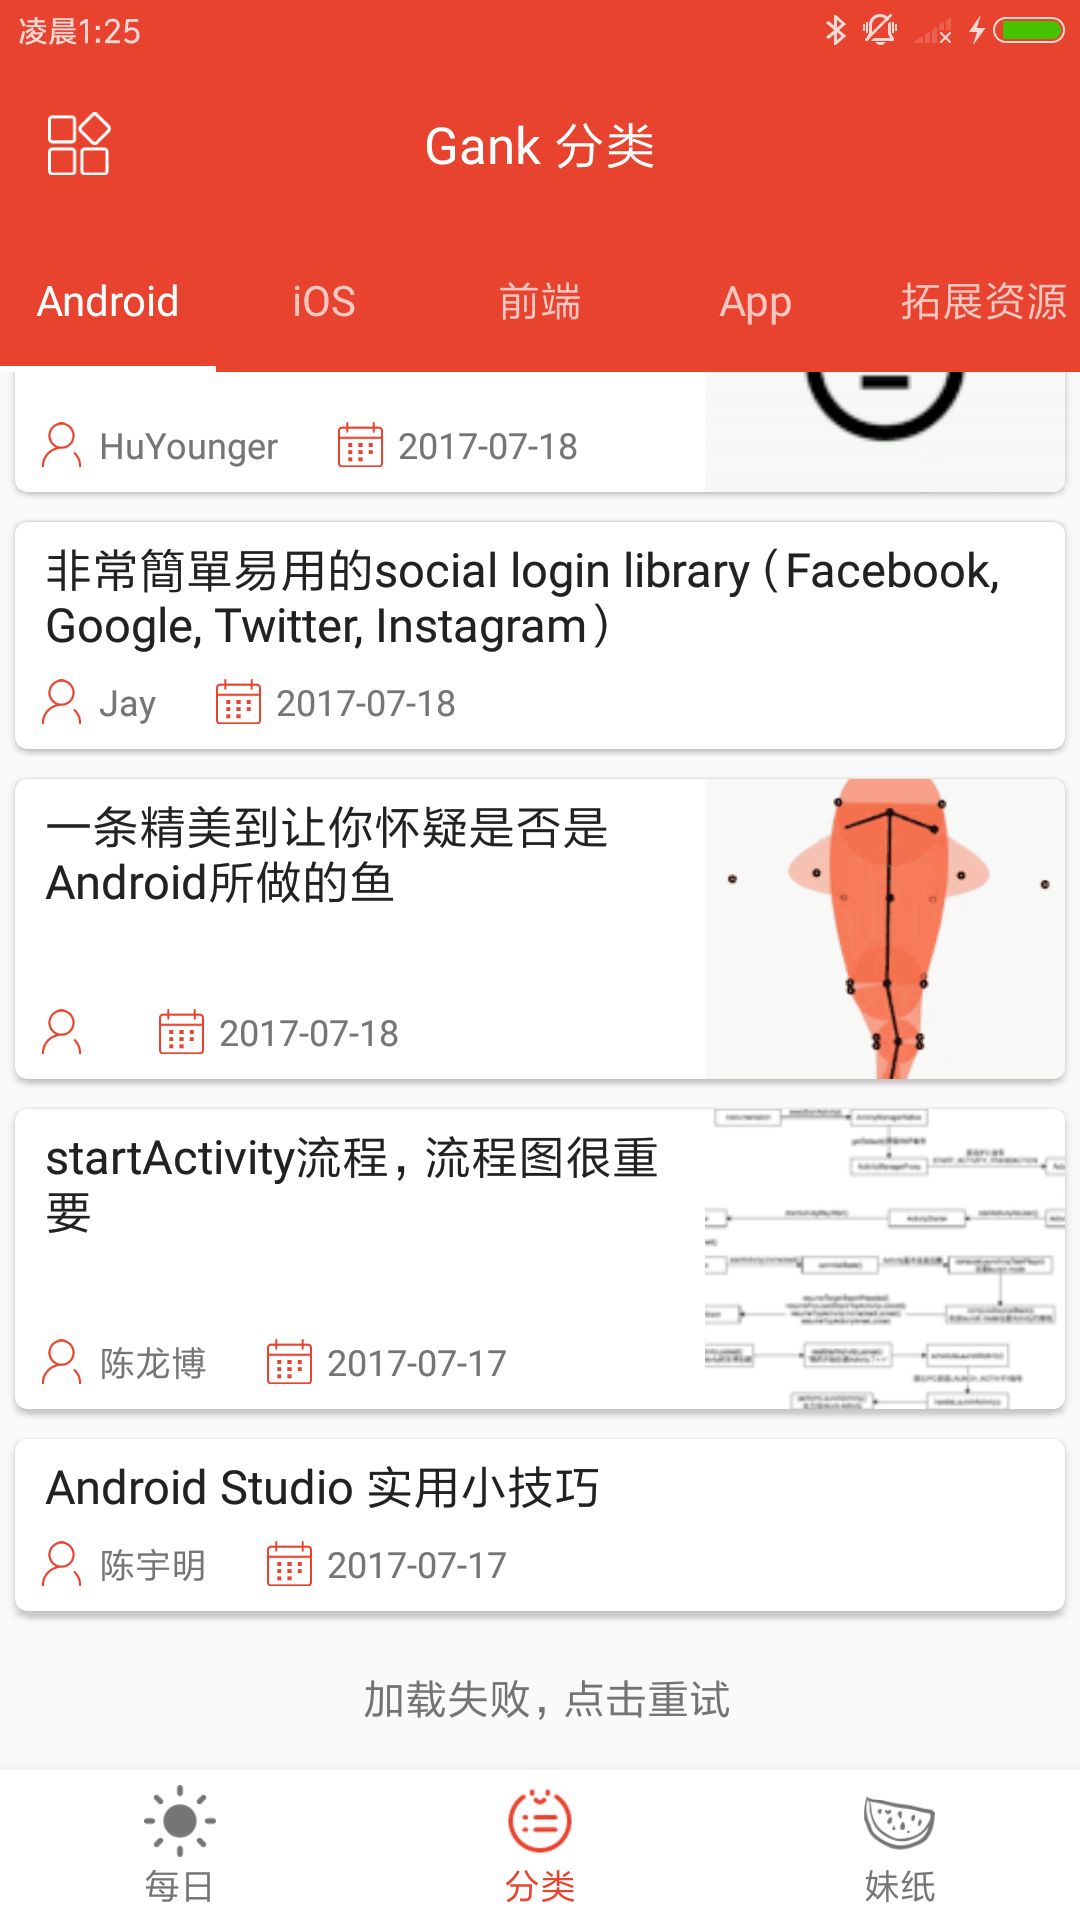 凌晨1:25
Gank 分类
Android
iOS
前端
App
拓展资源
HuYounger
2017-07-18
非常簡單易用的social login library（Facebook,
Google, Twitter, Instagram）
Jay
2017-07-18
一条精美到让你怀疑是否是
Android所做的鱼
2017-07-18
startActivity流程，流程图很重
要
陈龙博
2017-07-17
Android Studio 实用小技巧
陈宇明
2017-07-17
加载失败，点击重试
每日
分类
妹纸